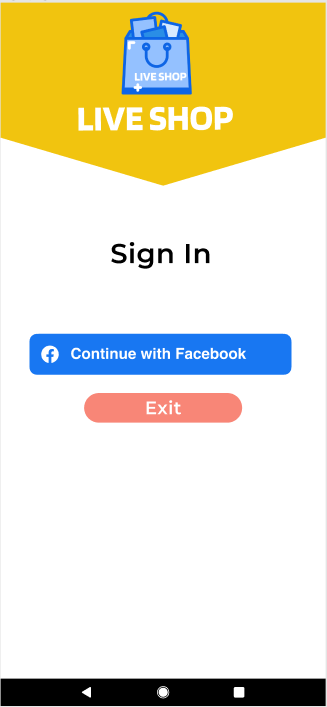 LIVE SHOP
LIVE SHOP
Sign In
Continue with Facebook
Exit